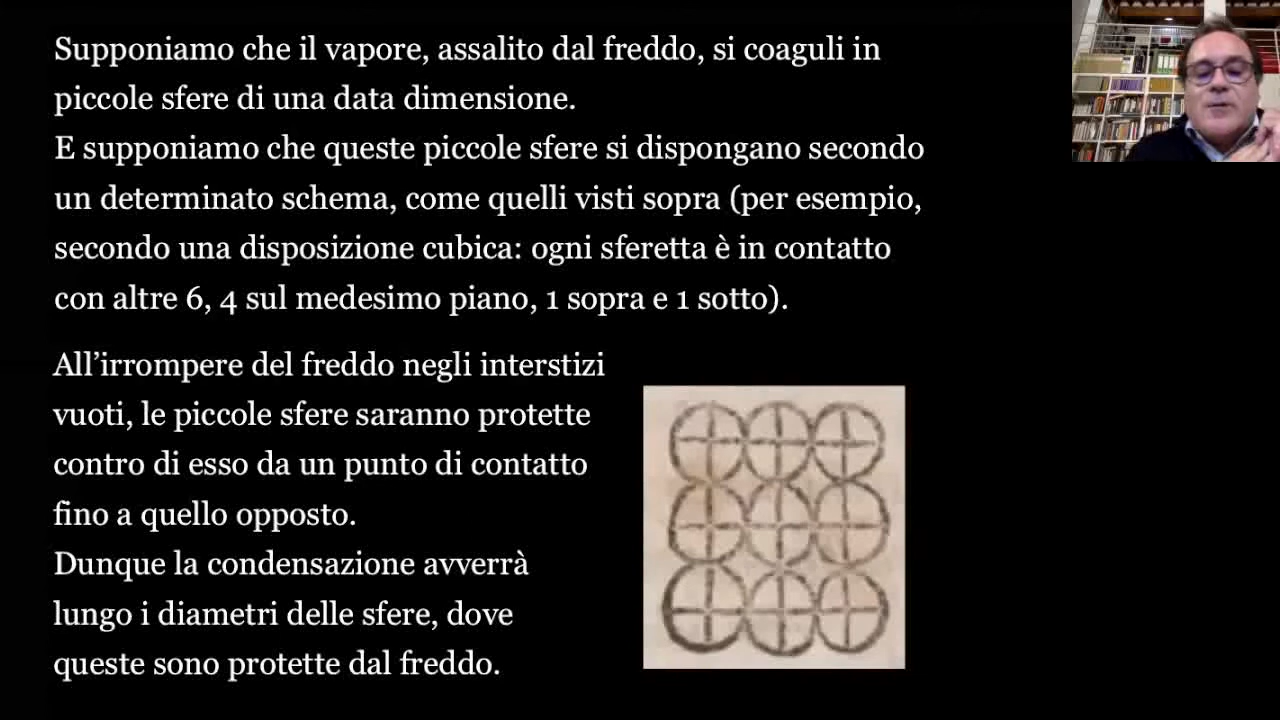 Supponiamo che il vapore, assalito dal freddo, si coaguli in
piccole sfere di una data dimensione.
E supponiamo che queste piccole sfere si dispongano secondo
un determinato schema, come quelli visti sopra (per esempio,
secondo una disposizione cubica: ogni sferetta è in contatto
con altre 6, 4 sul medesimo piano, 1 sopra e 1 sotto).
All’irrompere del freddo negli interstizi
vuoti, le piccole sfere saranno protette
contro di esso da un punto di contatto
fino a quello opposto.
Dunque la condensazione avverrà
lungo i diametri delle sfere, dove
queste sono protette dal freddo.